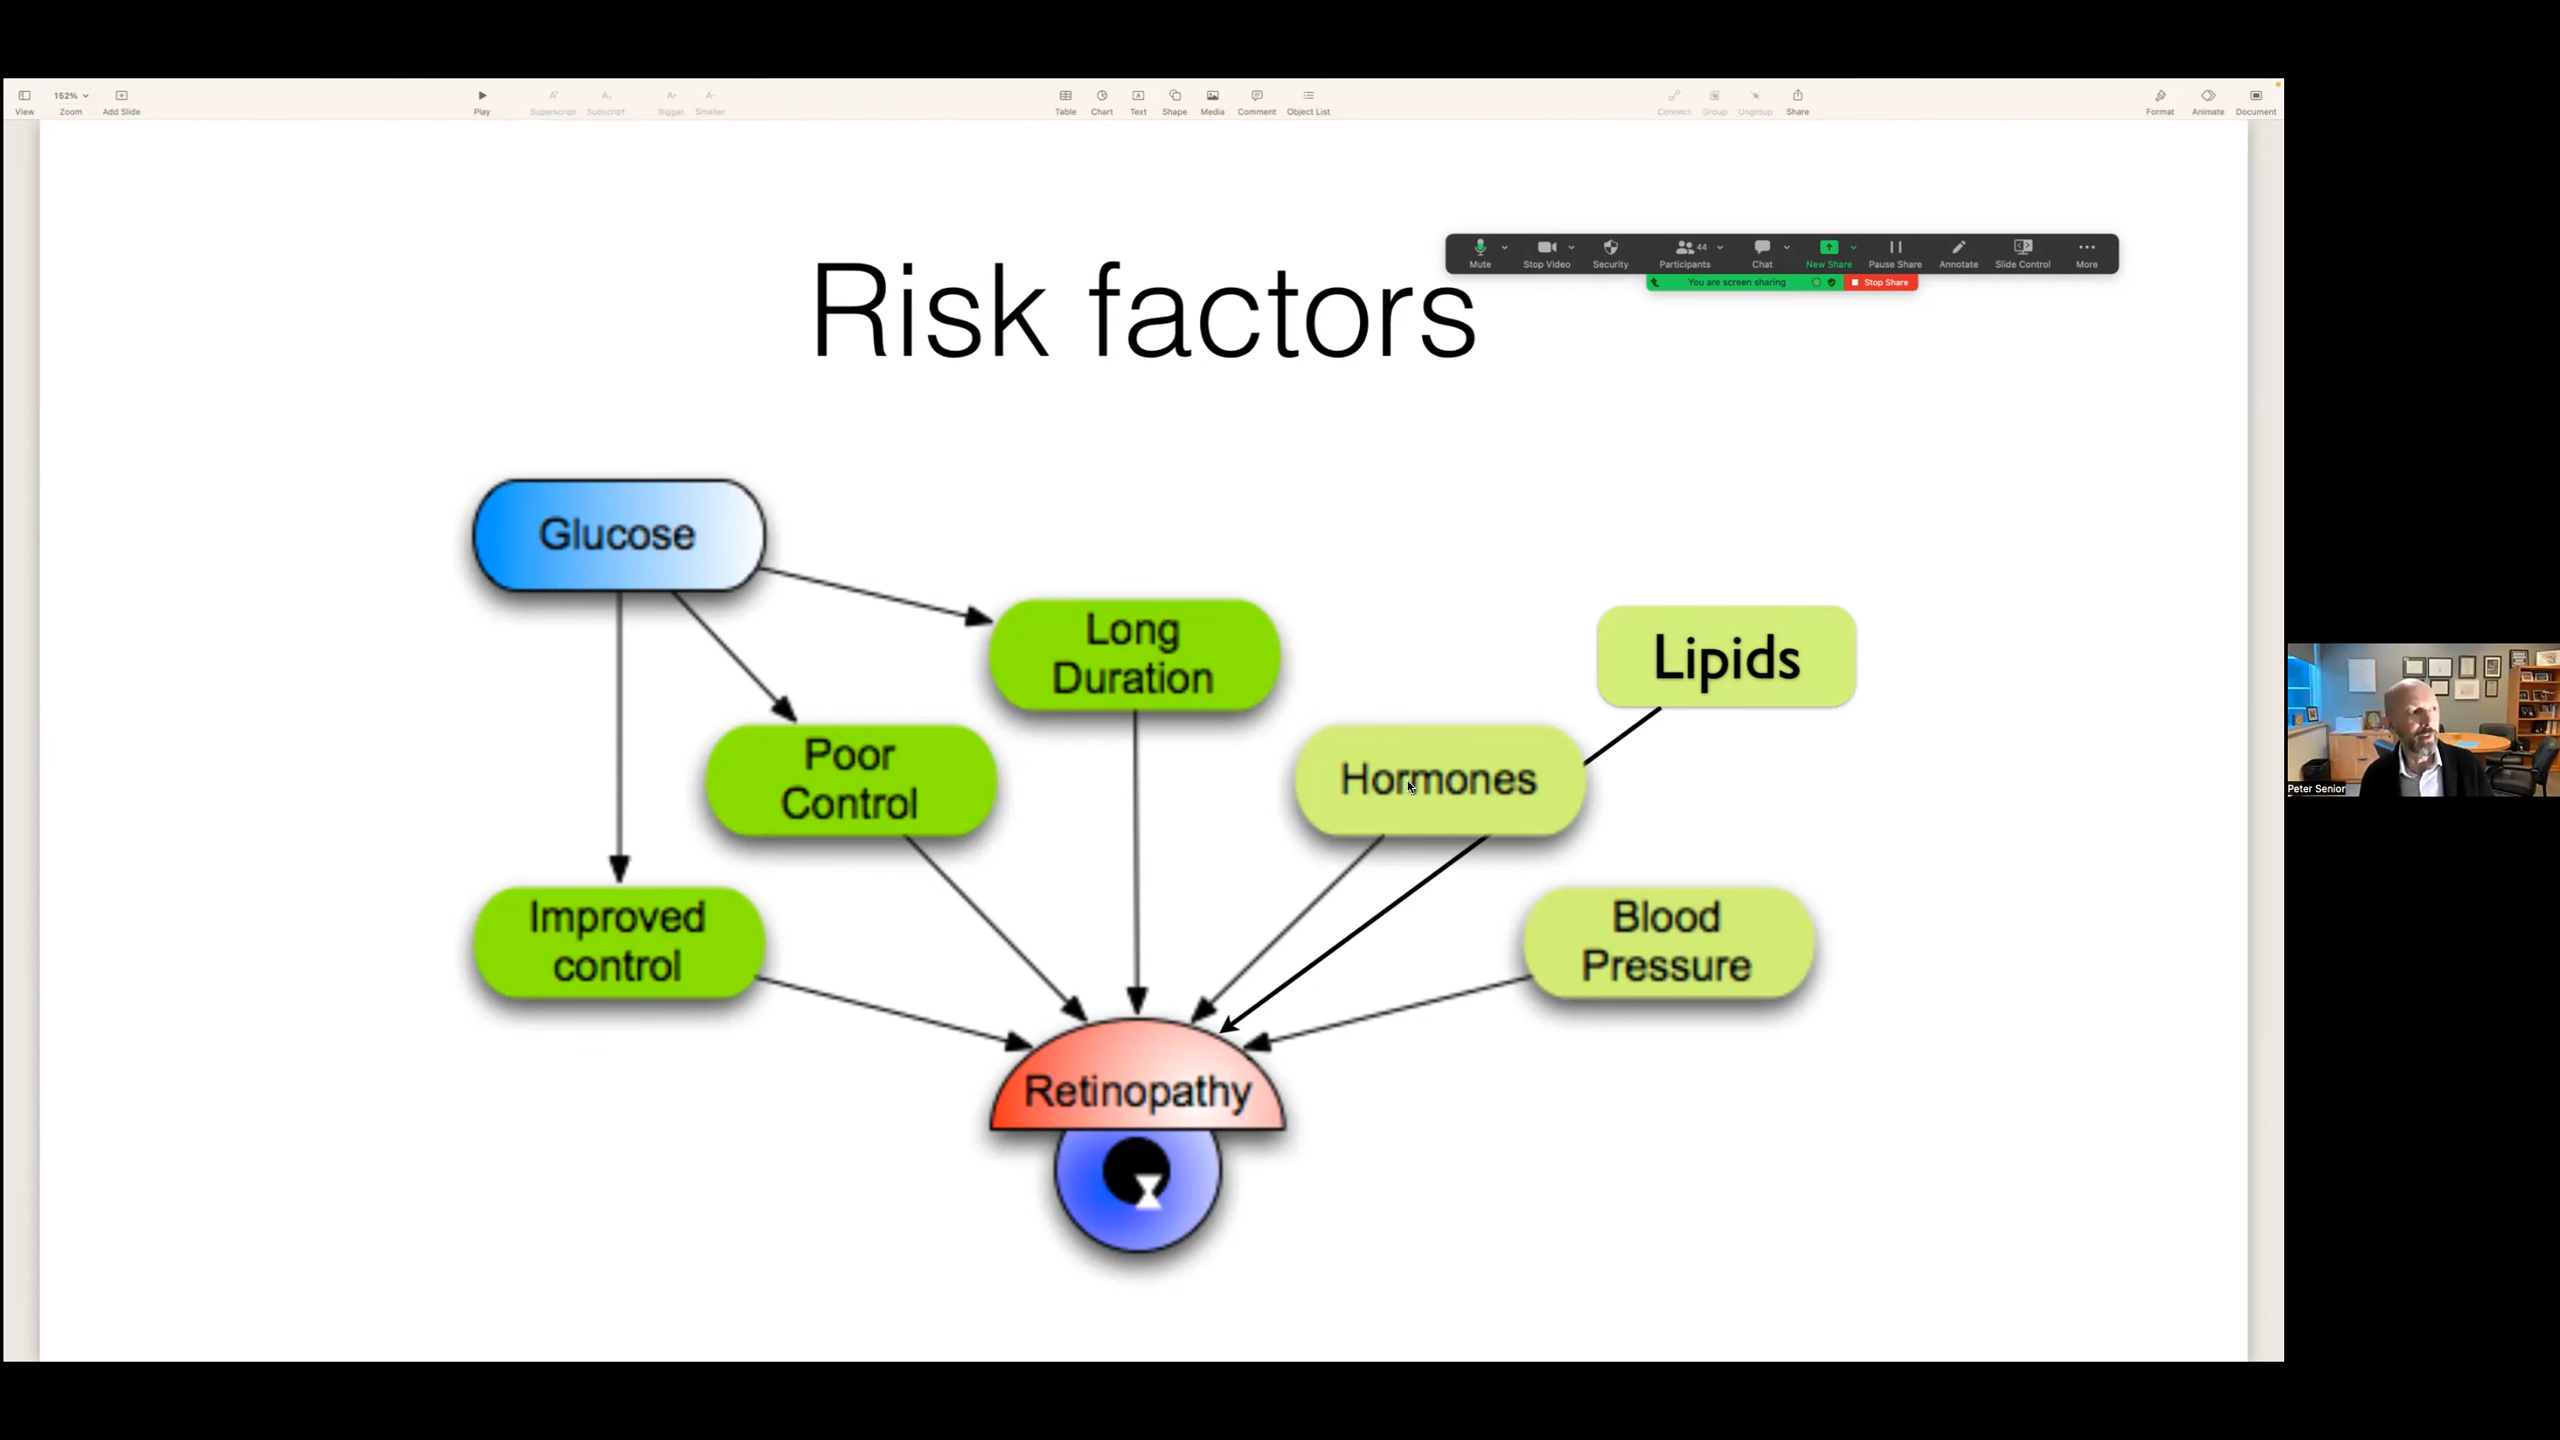 152%
View
Zoom
Add Slide
Play
Superscript
Subscript
Bigger
Smaller
Table
Chart
Text
Shape
Media
Comment
Object List
Connect
Group
Ungroup
Share
Format
Animate
Document
44
Mute
Stop Video
Security
Participants
Chat
New Share
Pause Share
Annotate
Slide Control
More
You are screen sharing
Stop Share
Risk factors
Glucose
Long
Duration
Lipids
Poor
Control
Hormones
Improved
control
Blood
Pressure
Retinopathy
Peter Senior